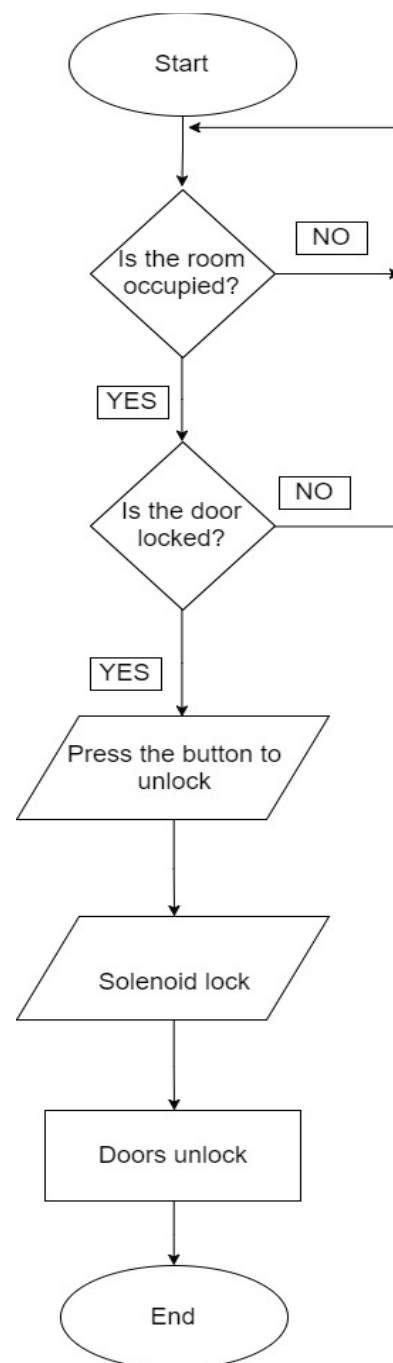 Start
Is the room
occupied?
NO
YES
Is the door
locked?
NO
YES
Press the button to
unlock
Solenoid lock
Doors unlock
End